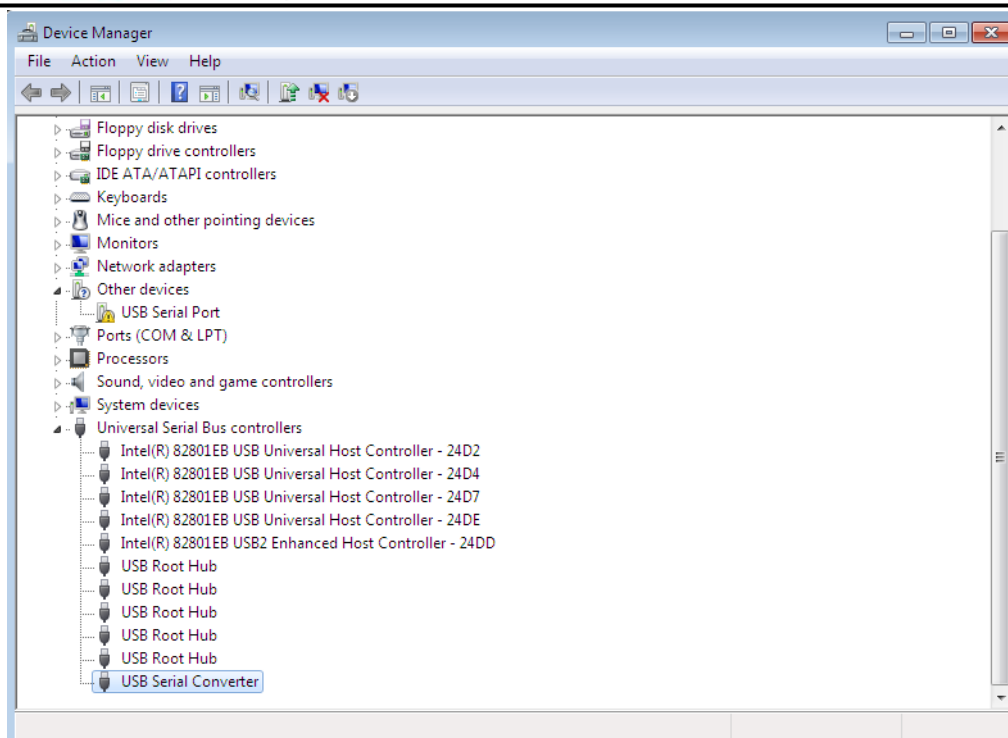 Device Manager
File Action View Help
Floppy disk drives
Floppy drive controllers
IDE ATA/ATAPI controllers
Keyboards
Mice and other pointing devices
Monitors
Network adapters
Other devices
USB Serial Port
Ports (COM & LPT)
Processors
Sound, video and game controllers
System devices
Universal Serial Bus controllers
Intel(R) 82801EB USB Universal Host Controller - 24D2
Intel(R) 82801EB USB Universal Host Controller - 24D4
Intel(R) 82801EB USB Universal Host Controller - 24D7
Intel(R) 82801EB USB Universal Host Controller - 24DE
Intel(R) 82801EB USB2 Enhanced Host Controller - 24DD
USB Root Hub
USB Root Hub
USB Root Hub
USB Root Hub
USB Root Hub
USB Serial Converter